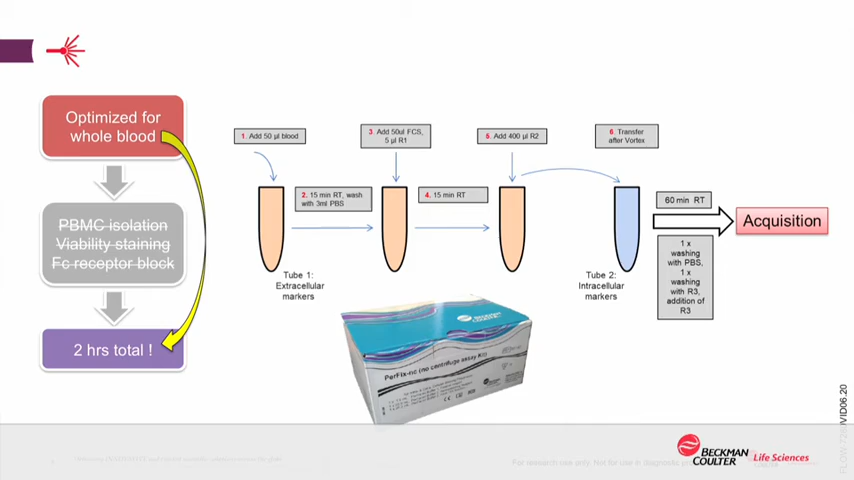 Optimized for
whole blood
PBMC isolation
Viability staining
Fc receptor block
2 hrs total !
1. Add 50 µl blood
2. 15 min RT, wash
with 3ml PBS
3. Add 50ul FCS,
5 µl R1
4. 15 min RT
5. Add 400 µl R2
6. Transfer
after Vortex
Tube 1:
Extracellular
markers
Tube 2:
Intracellular
markers
60 min RT
1 x
washing
with PBS,
1 x
washing
with R3,
addition of
R3
Acquisition
BECKMAN
COULTER
PerFix-nc (no centrifuge assay Kit)
For research use only. Not for use in diagnostic
BECKMAN
COULTER
Life Sciences
/VID06.20